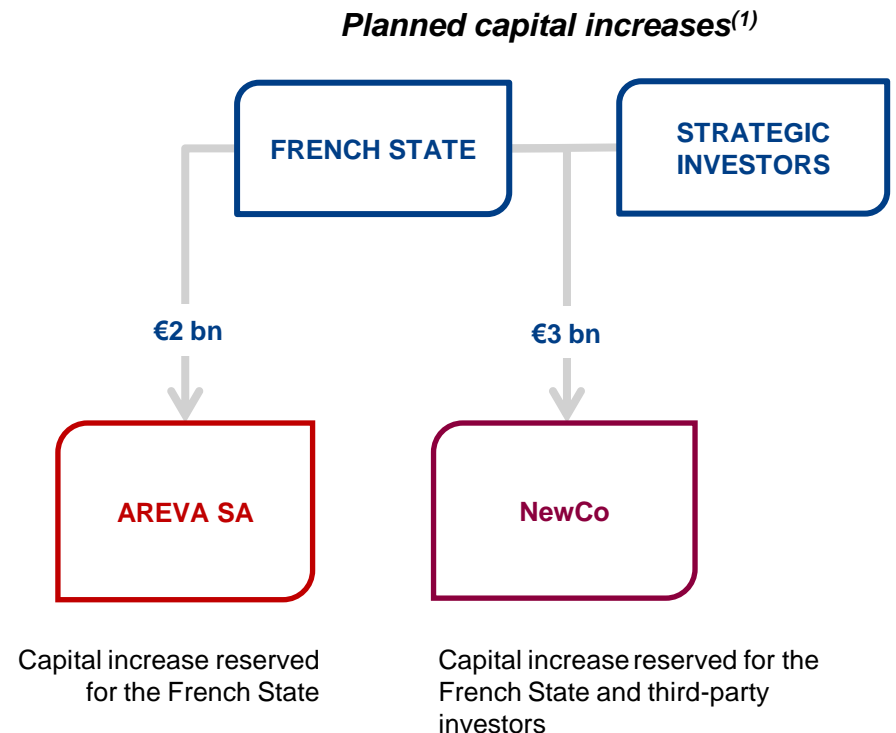 Planned capital increases(1)
FRENCH STATE
STRATEGIC
INVESTORS
€2 bn
€3 bn
AREVA SA
NewCo
Capital increase reserved
for the French State
Capital increase reserved for the
French State and third-party
investors